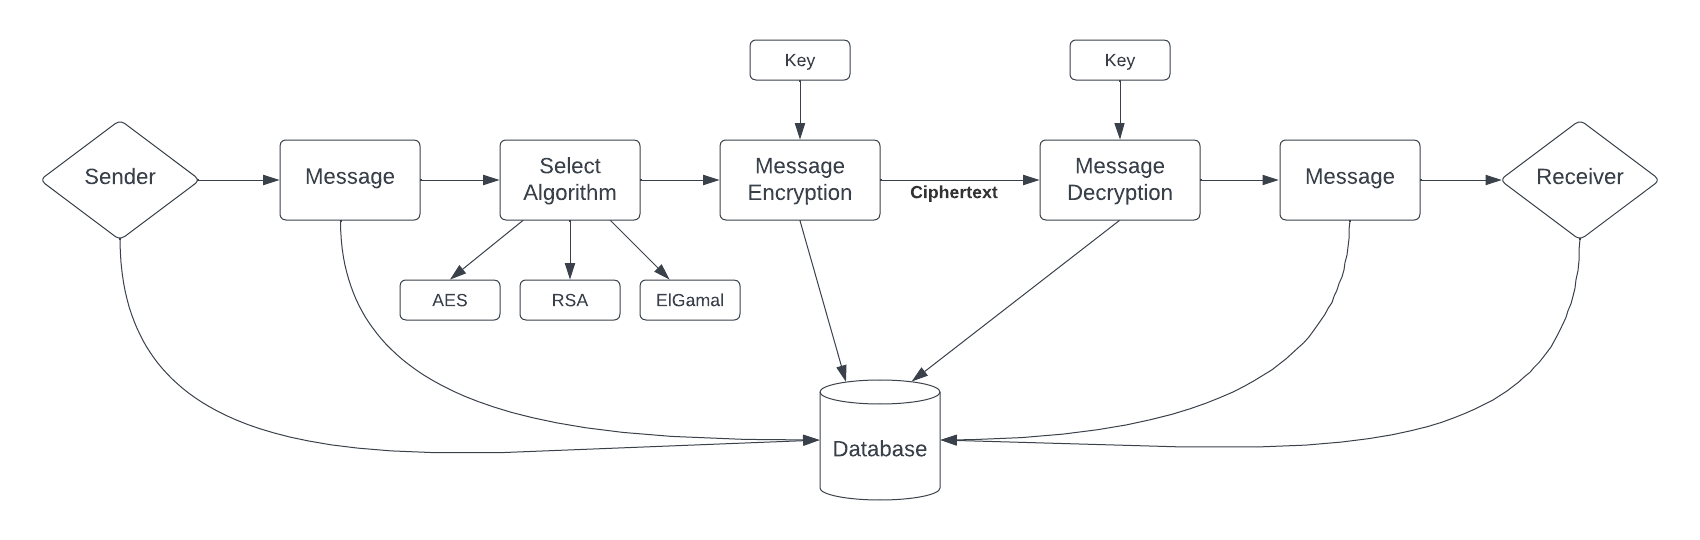 Key
Key
Sender
Message
Select
Algorithm
Message
Encryption
Ciphertext
Message
Decryption
Message
Receiver
AES
RSA
ElGamal
Database